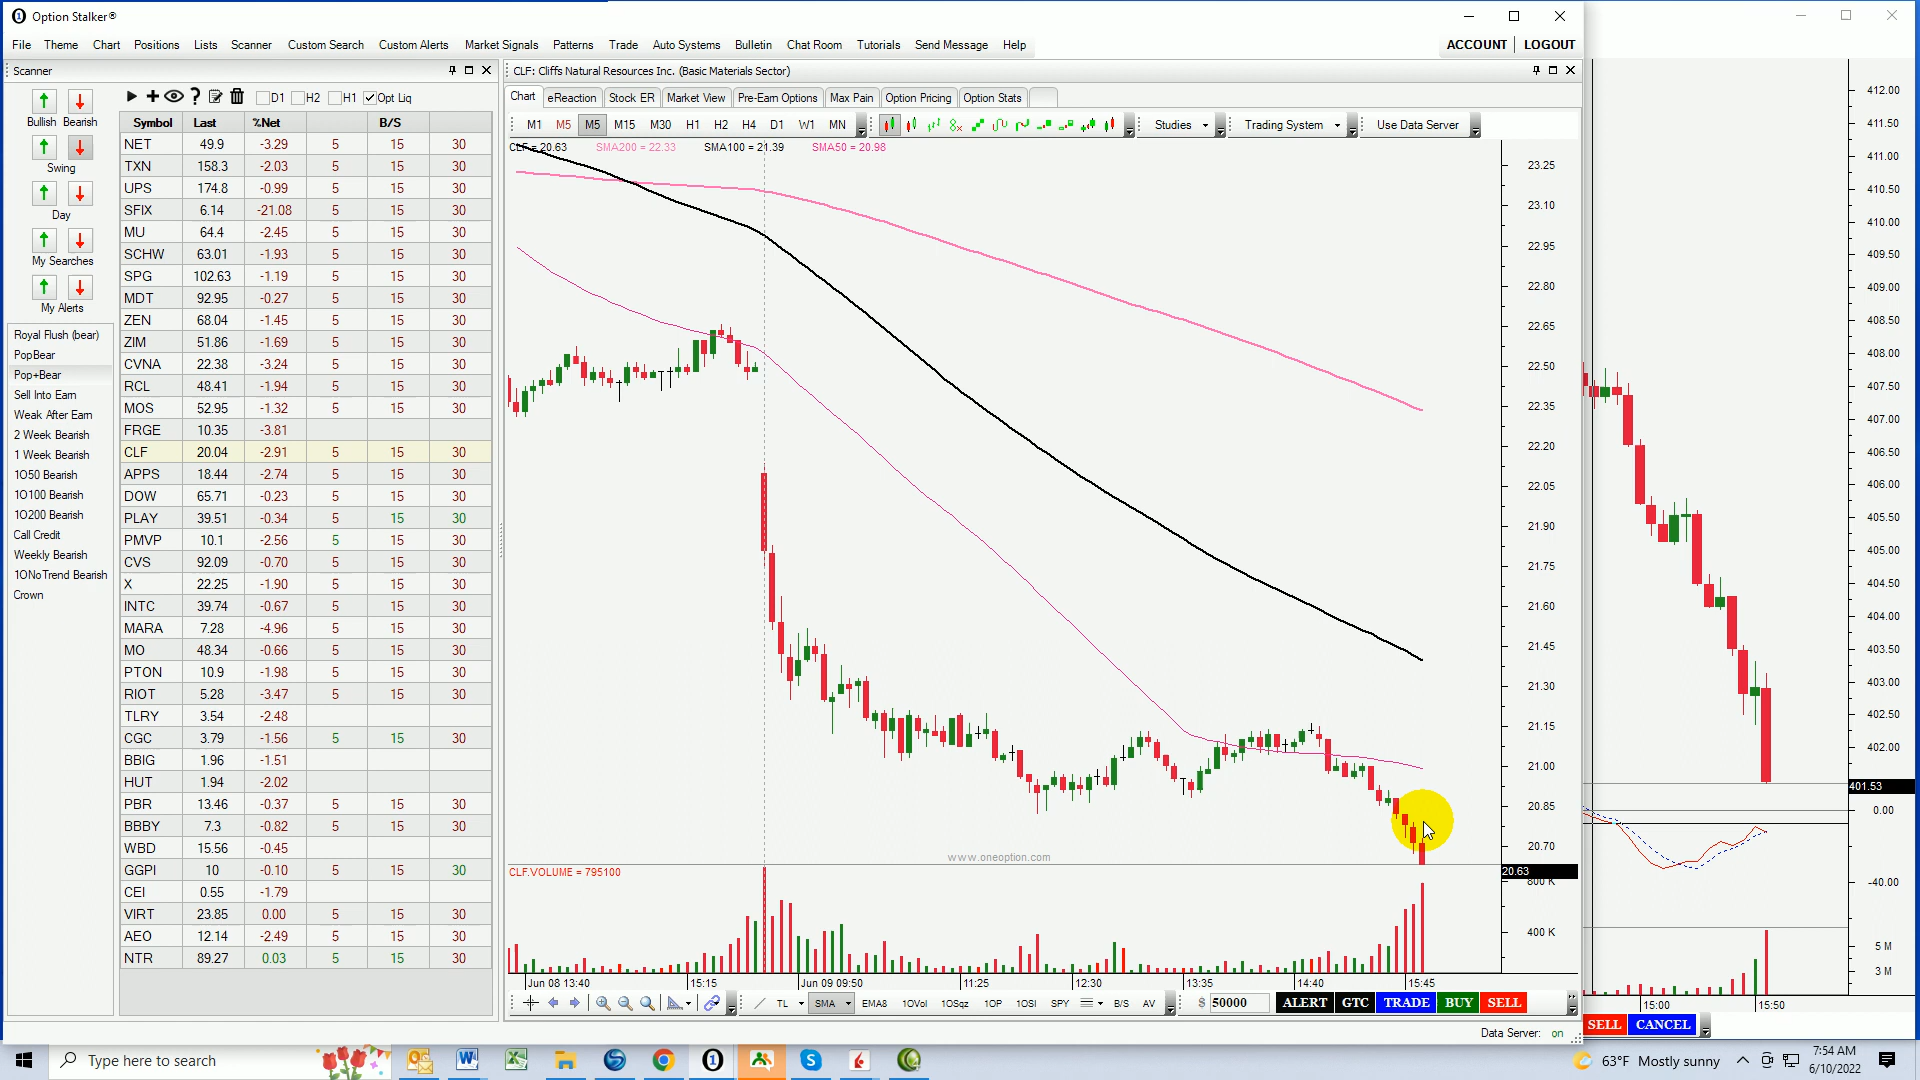 Option Stalker®
File Theme Chart Positions Lists Scanner Custom Search Custom Alerts Market Signals Patterns Trade Auto Systems Bulletin Chat Room Tutorials Send Message Help ACCOUNT LOGOUT
Scanner
Bullish Bearish
Swing
Day
My Searches
My Alerts
Royal Flush (bear)
PopBear
Pop+Bear
Sell Into Earn
Weak After Earn
2 Week Bearish
1 Week Bearish
1O50 Bearish
1O100 Bearish
1O200 Bearish
Call Credit
Weekly Bearish
1ONoTrend Bearish
Crown
D1 H2 H1 Opt Liq
Symbol Last %Net B/S
NET 49.9 -3.29 5 15 30
TXN 158.3 -2.03 5 15 30
UPS 174.8 -0.99 5 15 30
SFIX 6.14 -21.08 5 15 30
MU 64.4 -2.45 5 15 30
SCHW 63.01 -1.93 5 15 30
SPG 102.63 -1.19 5 15 30
MDT 92.95 -0.27 5 15 30
ZEN 68.04 -1.45 5 15 30
ZIM 51.86 -1.69 5 15 30
CVNA 22.38 -3.24 5 15 30
RCL 48.41 -1.94 5 15 30
MOS 52.95 -1.32 5 15 30
FRGE 10.35 -3.81
CLF 20.04 -2.91 5 15 30
APPS 18.44 -2.74 5 15 30
DOW 65.71 -0.23 5 15 30
PLAY 39.51 -0.34 5 15 30
PMVP 10.1 -2.56 5 15 30
CVS 92.09 -0.70 5 15 30
X 22.25 -1.90 5 15 30
INTC 39.74 -0.67 5 15 30
MARA 7.28 -4.96 5 15 30
MO 48.34 -0.66 5 15 30
PTON 10.9 -1.98 5 15 30
RIOT 5.28 -3.47 5 15 30
TLRY 3.54 -2.48
CGC 3.79 -1.56 5 15 30
BBIG 1.96 -1.51
HUT 1.94 -2.02
PBR 13.46 -0.37 5 15 30
BBBY 7.3 -0.82 5 15 30
WBD 15.56 -0.45
GGPI 10 -0.10 5 15 30
CEI 0.55 -1.79
VIRT 23.85 0.00 5 15 30
AEO 12.14 -2.49 5 15 30
NTR 89.27 0.03 5 15 30
CLF: Cliffs Natural Resources Inc. (Basic Materials Sector)
Chart eReaction Stock ER Market View Pre-Earn Options Max Pain Option Pricing Option Stats
M1 M5 M5 M15 M30 H1 H2 H4 D1 W1 MN Studies Trading System Use Data Server
CLF = 20.63 SMA200 = 22.33 SMA100 = 21.39 SMA50 = 20.98
23.25
23.10
22.95
22.80
22.65
22.50
22.35
22.20
22.05
21.90
21.75
21.60
21.45
21.30
21.15
21.00
20.85
20.70
20.63
www.oneoption.com
CLF.VOLUME = 795100
800 K
400 K
Jun 08 13:40 15:15 Jun 09 09:50 11:25 12:30 13:35 14:40 15:45
TL SMA EMA8 1OVol 1OSqz 1OP 1OSI SPY B/S AV $ 50000 ALERT GTC TRADE BUY SELL
Data Server: on
412.00
411.50
411.00
410.50
410.00
409.50
409.00
408.50
408.00
407.50
407.00
406.50
406.00
405.50
405.00
404.50
404.00
403.50
403.00
402.50
402.00
401.53
0.00
-40.00
5 M
3 M
15:00 15:50
SELL CANCEL
Type here to search
63°F Mostly sunny
7:54 AM
6/10/2022